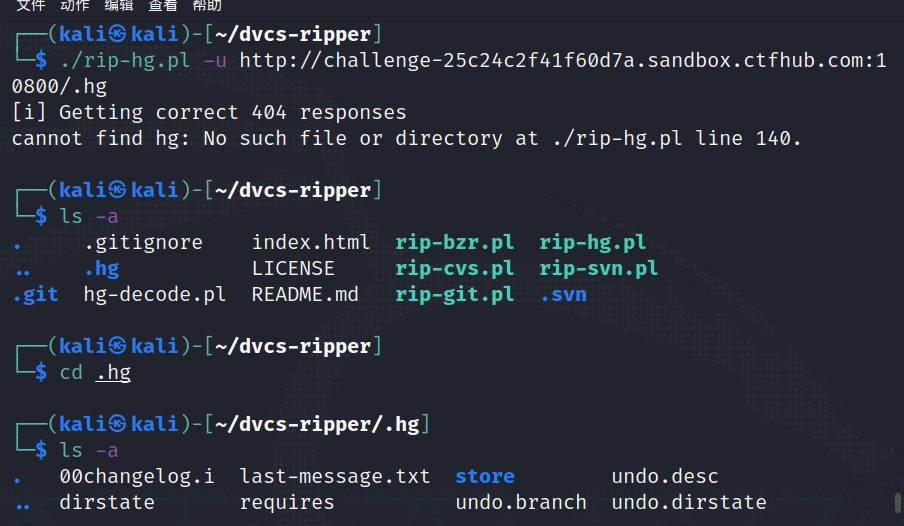 文件 动作 编辑 查看 帮助
┌──(kali㉿kali)-[~/dvcs-ripper]
└─$ ./rip-hg.pl -u http://challenge-25c24c2f41f60d7a.sandbox.ctfhub.com:1
0800/.hg
[i] Getting correct 404 responses
cannot find hg: No such file or directory at ./rip-hg.pl line 140.
┌──(kali㉿kali)-[~/dvcs-ripper]
└─$ ls -a
. .gitignore index.html rip-bzr.pl rip-hg.pl
.. .hg LICENSE rip-cvs.pl rip-svn.pl
.git hg-decode.pl README.md rip-git.pl .svn
┌──(kali㉿kali)-[~/dvcs-ripper]
└─$ cd .hg
┌──(kali㉿kali)-[~/dvcs-ripper/.hg]
└─$ ls -a
. 00changelog.i last-message.txt store undo.desc
.. dirstate requires undo.branch undo.dirstate